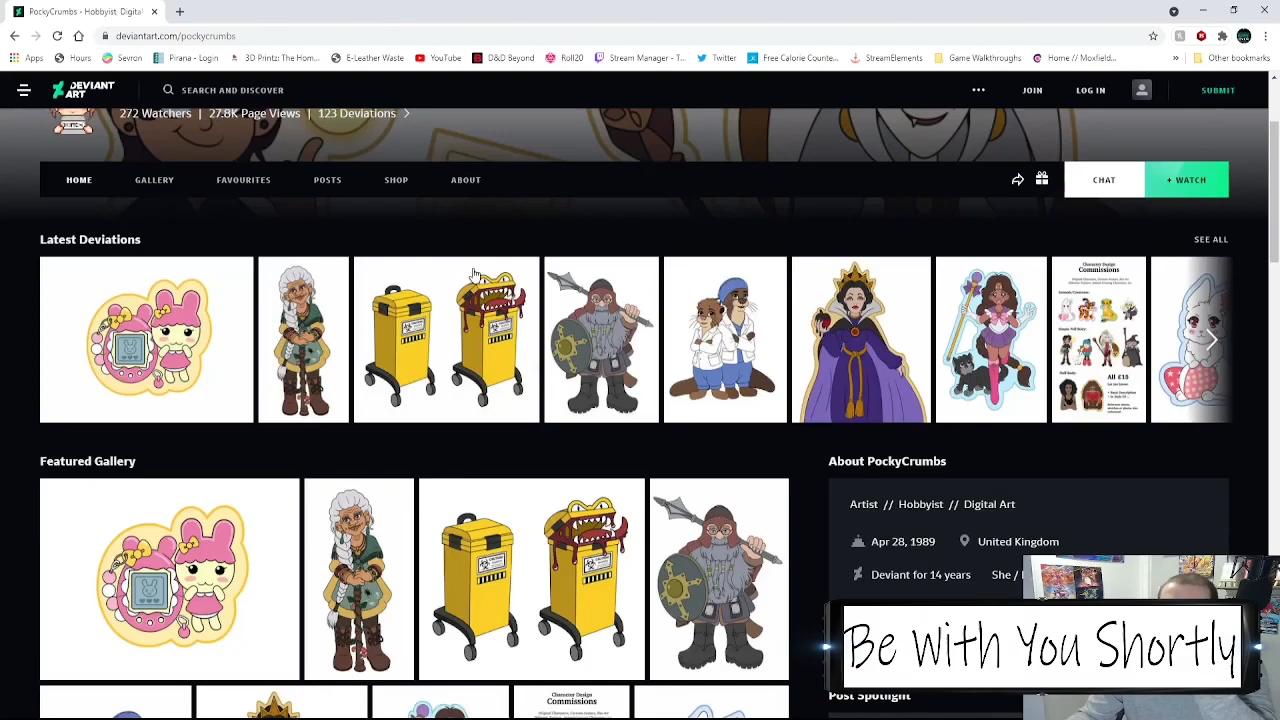 PockyCrumbs | Hobbyist, Digital
deviantart.com/pockycrumbs
Apps Hours Sevron Pirana - Login 3D Printz: The Hom... E-Leather Waste YouTube D&D Beyond Roll20 Stream Manager - T... Twitter StreamElements Free Color Combin... Game Walkthroughs Home // Moxfield... » Other bookmarks
DEVIANT ART SEARCH AND DISCOVER ••• JOIN LOG IN SUBMIT
272 Watchers | 27.8K Page Views | 123 Deviations >
HOME GALLERY FAVOURITES POSTS SHOP ABOUT CHAT + WATCH
Latest Deviations SEE ALL
Character Design
Commissions
All £15
Featured Gallery About PockyCrumbs
Artist // Hobbyist // Digital Art
Apr 28, 1989 United Kingdom
Deviant for 14 years She /
Be With You Shortly
Character Design
Commissions
Post Spotlight